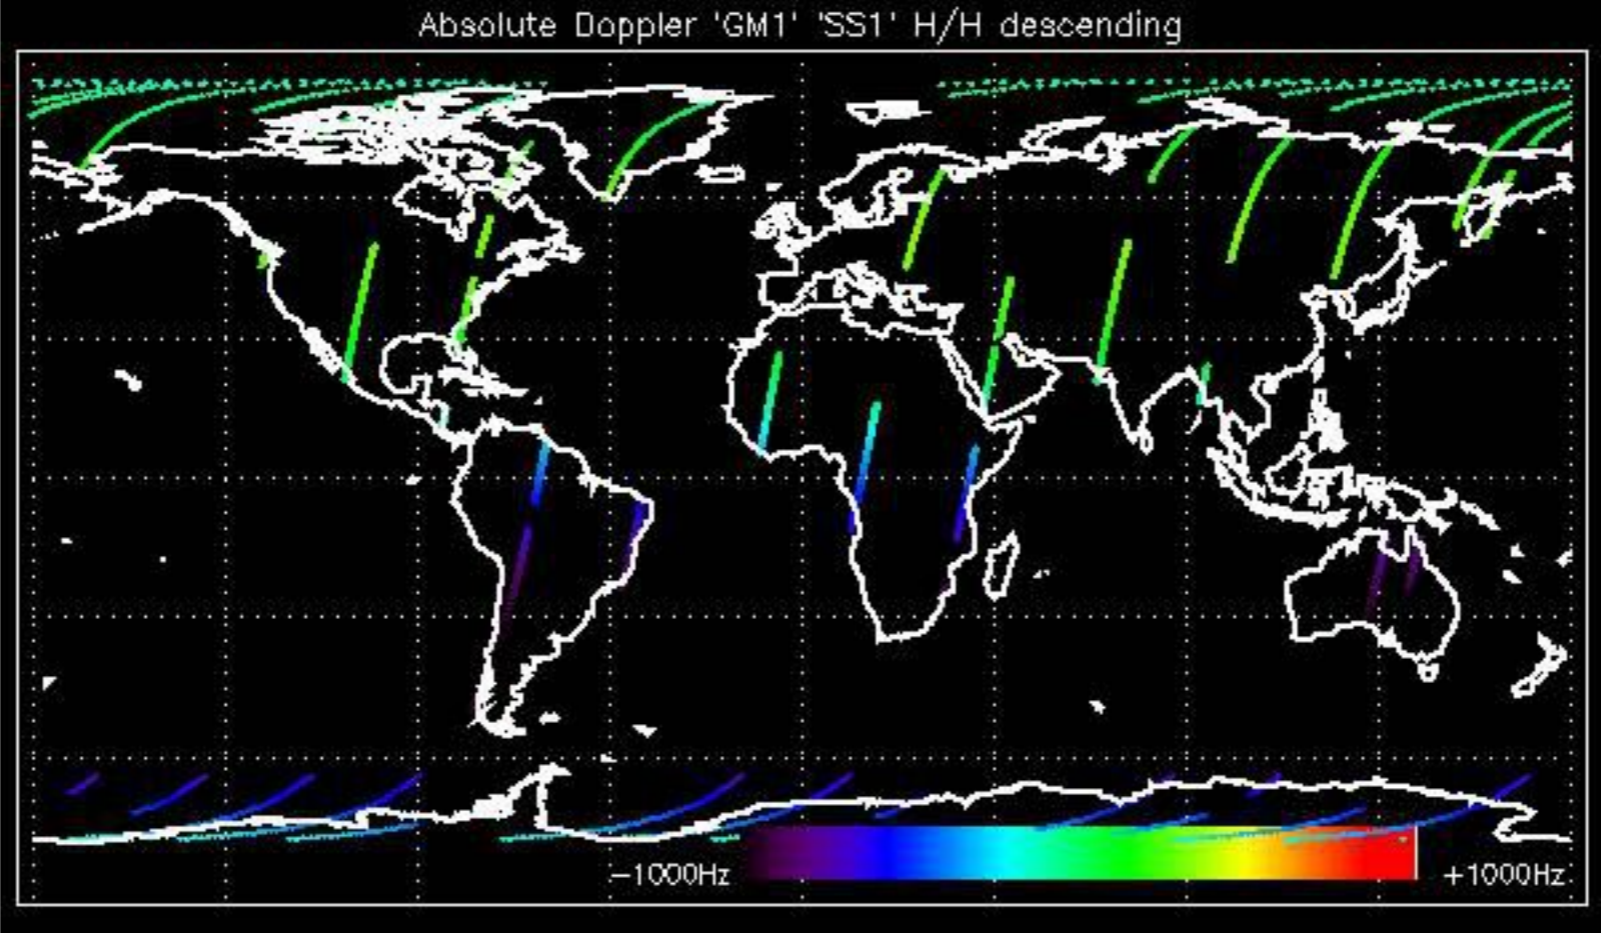 Absolute Doppler 'GM1' 'SS1' H/H descending
−1000Hz
+1000Hz